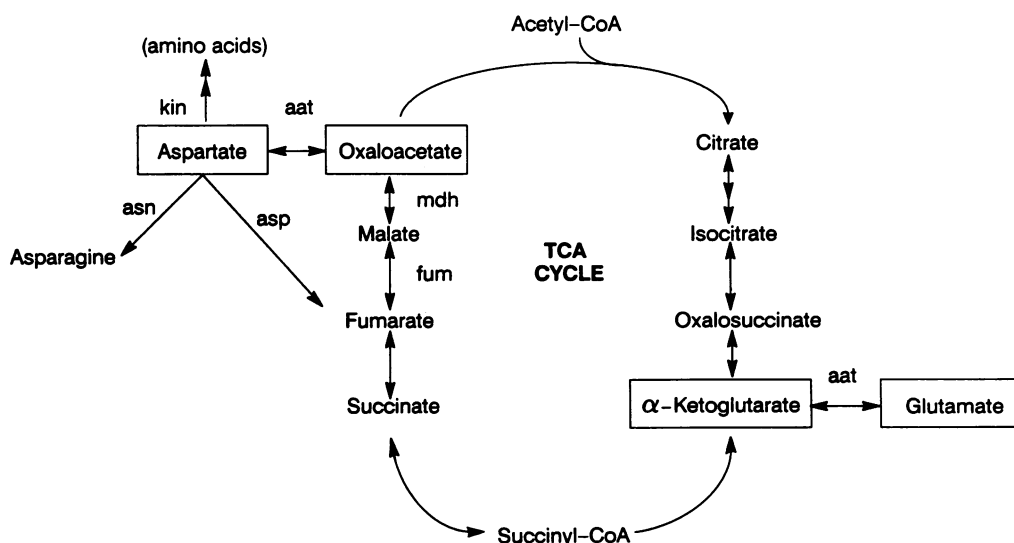 Acetyl-CoA
(amino acids)
kin
aat
Aspartate
Oxaloacetate
Citrate
asn
asp
mdh
Malate
Isocitrate
Asparagine
TCA
CYCLE
fum
Fumarate
Oxalosuccinate
aat
Succinate
α-Ketoglutarate
Glutamate
Succinyl-CoA